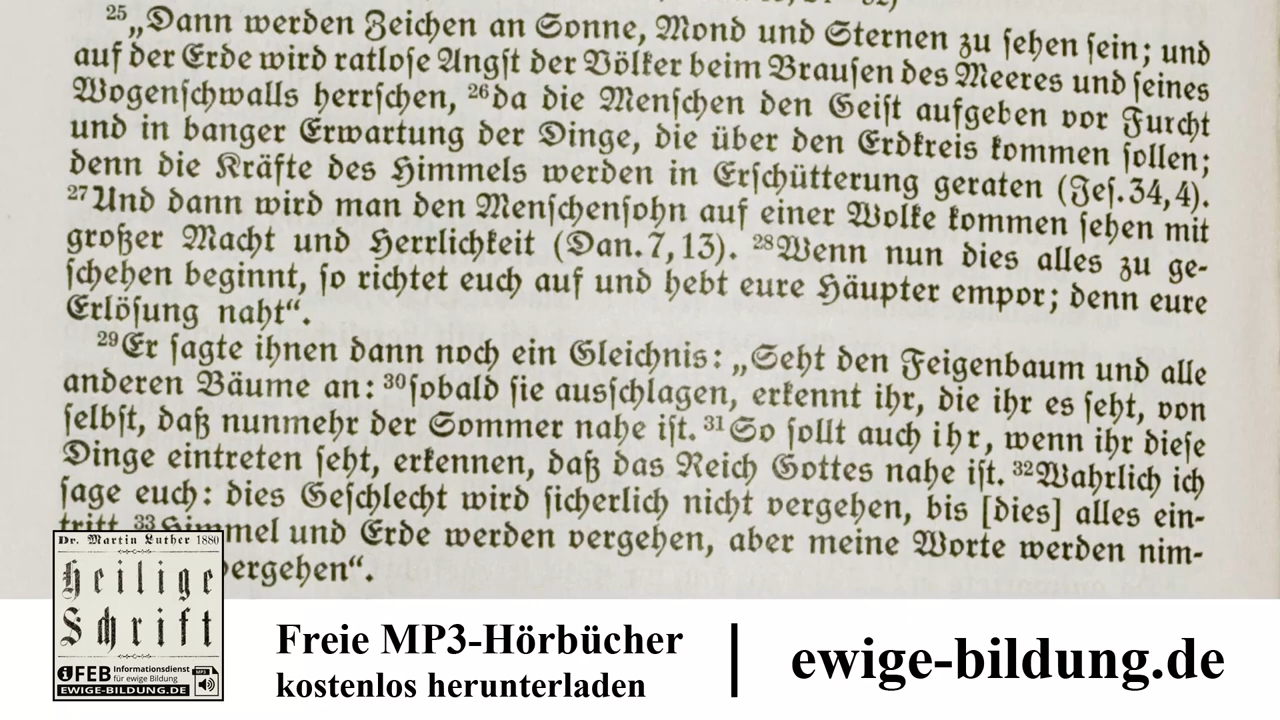 25„Dann werden Zeichen an Sonne, Mond und Sternen zu sehen sein; und
auf der Erde wird ratlose Angst der Völker beim Brausen des Meeres und seines
Wogenschwalls herrschen, 26da die Menschen den Geist aufgeben vor Furcht
und in banger Erwartung der Dinge, die über den Erdkreis kommen sollen;
denn die Kräfte des Himmels werden in Erschütterung geraten (Jes. 34, 4).
27Und dann wird man den Menschensohn auf einer Wolke kommen sehen mit
großer Macht und Herrlichkeit (Dan. 7, 13). 28Wenn nun dies alles zu ge-
schehen beginnt, so richtet euch auf und hebt eure Häupter empor; denn eure
Erlösung naht“.
29Er sagte ihnen dann noch ein Gleichnis: „Seht den Feigenbaum und alle
anderen Bäume an: 30sobald sie ausschlagen, erkennt ihr, die ihr es seht, von
selbst, daß nunmehr der Sommer nahe ist. 31So sollt auch ihr, wenn ihr diese
Dinge eintreten seht, erkennen, daß das Reich Gottes nahe ist. 32Wahrlich ich
sage euch: dies Geschlecht wird sicherlich nicht vergehen, bis [dies] alles ein-
tritt. 33Himmel und Erde werden vergehen, aber meine Worte werden nim-
vergehen“.
Dr. Martin Luther 1880
Heilige
Schrift
iFEB Informationsdienst
für ewige Bildung
MP3
EWIGE-BILDUNG.DE
Freie MP3-Hörbücher
kostenlos herunterladen
ewige-bildung.de